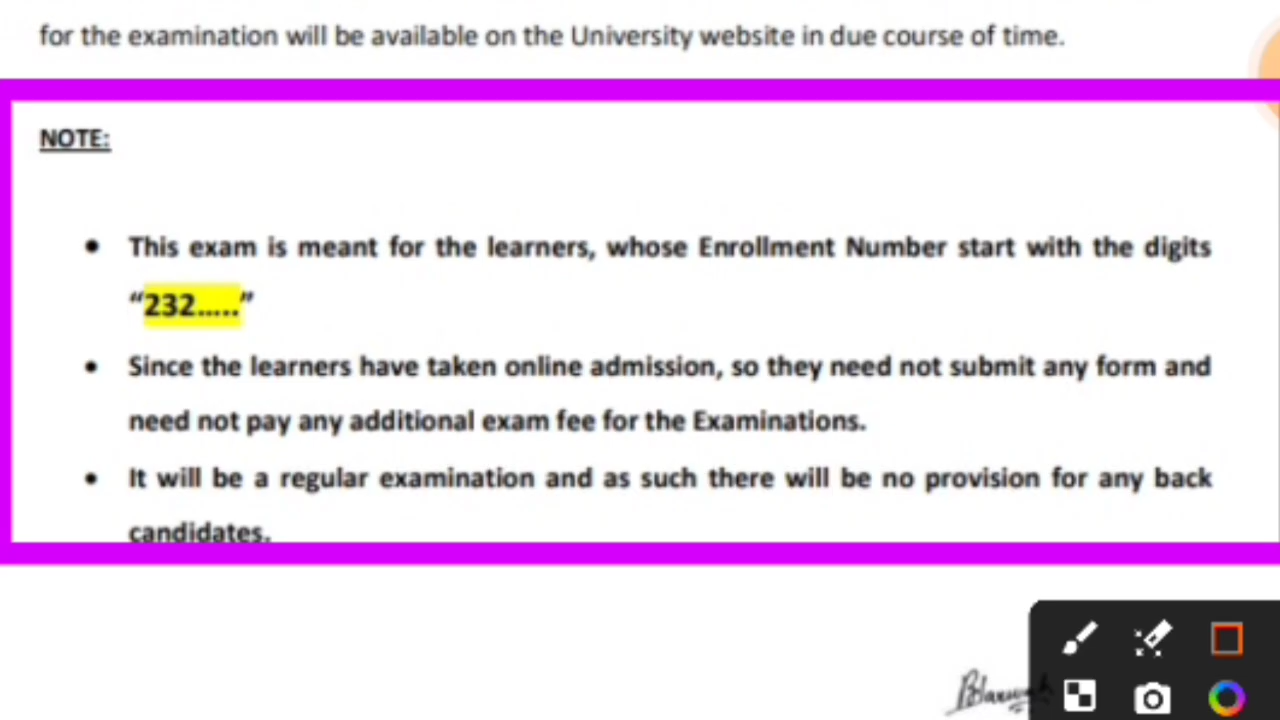 for the examination will be available on the University website in due course of time.
NOTE:
• This exam is meant for the learners, whose Enrollment Number start with the digits
“232.....”
• Since the learners have taken online admission, so they need not submit any form and
need not pay any additional exam fee for the Examinations.
• It will be a regular examination and as such there will be no provision for any back
candidates.